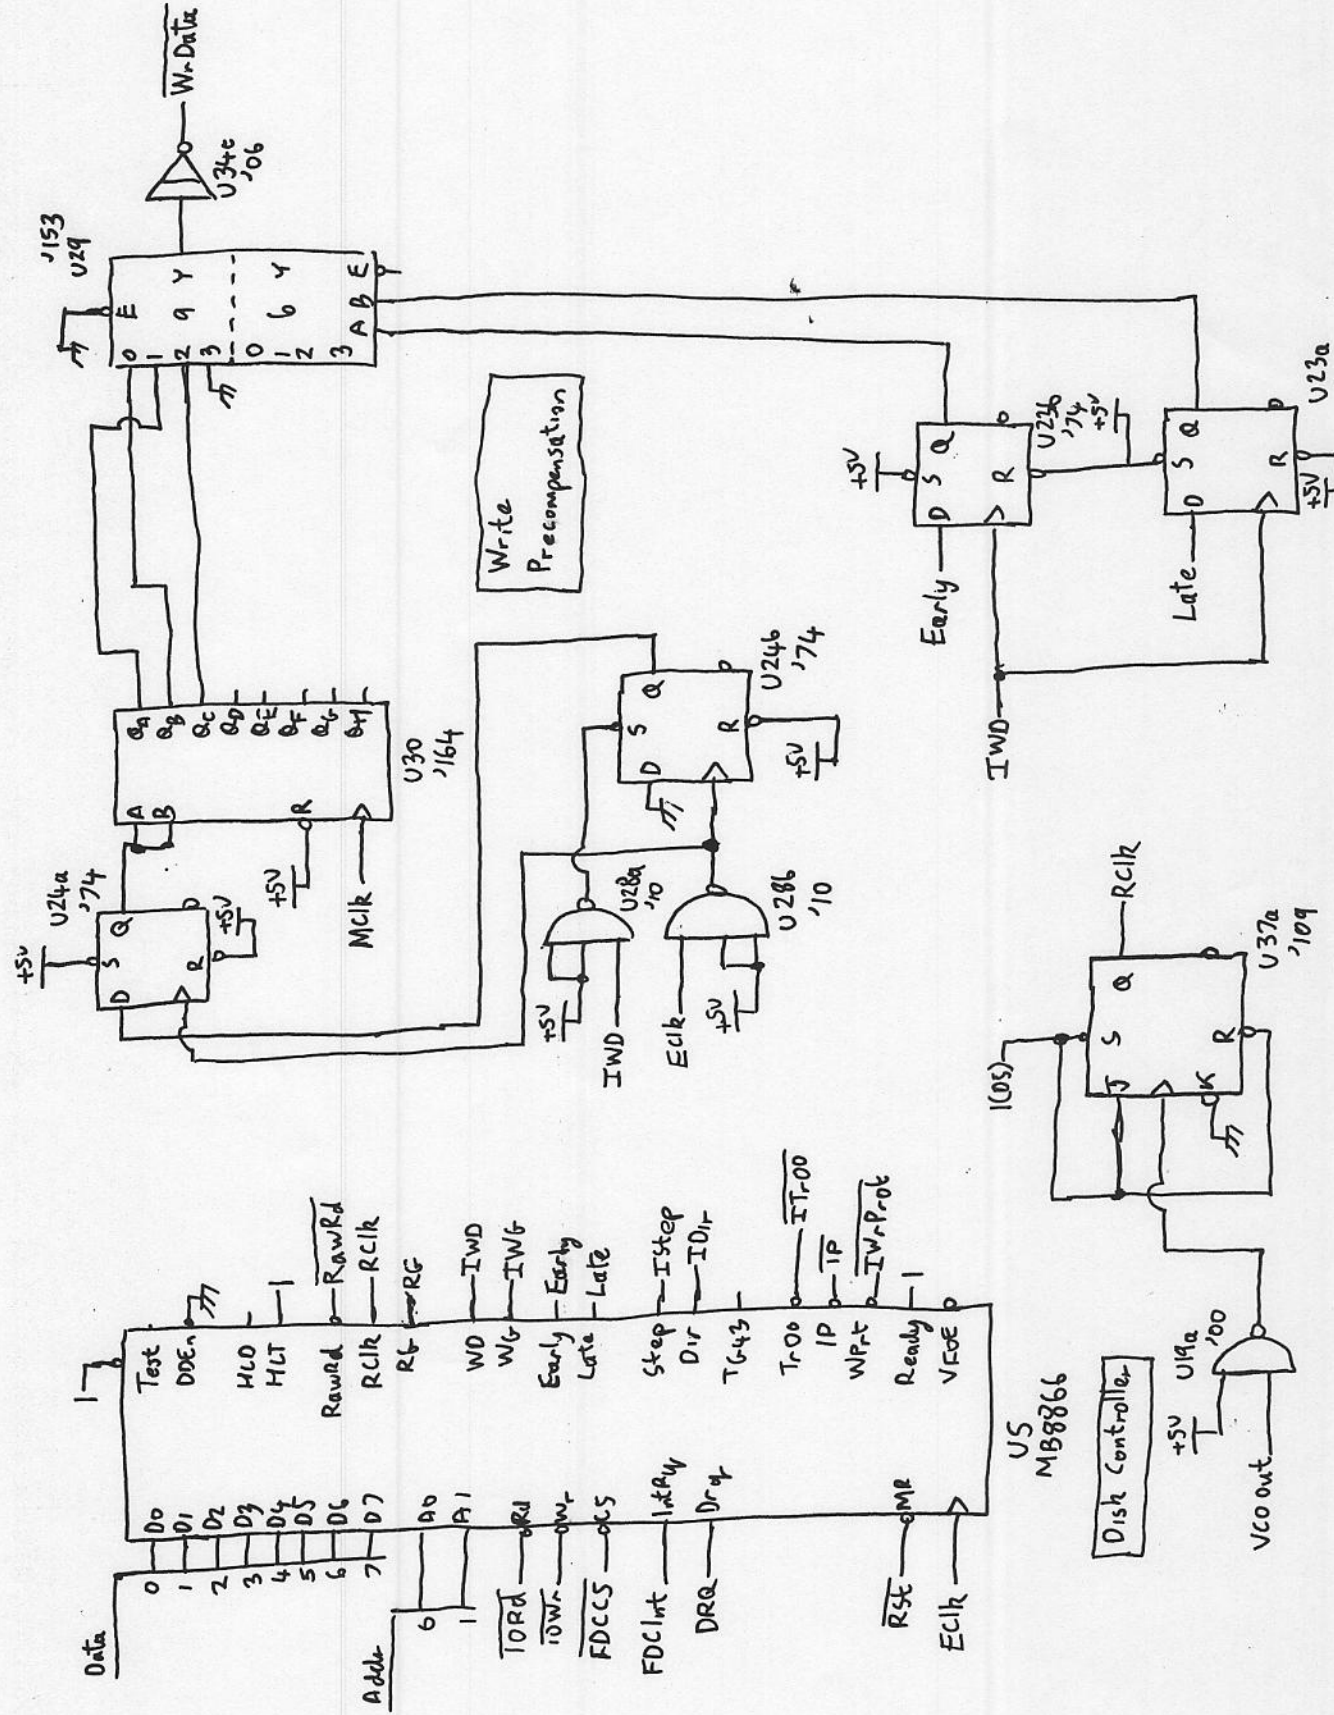 Data
0
1
2
3
4
5
6
7
D0
D1
D2
D3
D4
D5
D6
D7
Addr
0
1
A0
A1
IORd
Rd
IOWr
Wr
FDCCS
CS
FDCInt
IntRq
DRQ
Drq
Rst
MR
EClk
1
Test
DDEn
HLD
HLT
1
RawRd
RawRd
RClk
RClk
RG
RG
WD
IWD
WG
IWG
Early
Early
Late
Late
Step
IStep
Dir
IDir
TG43
Tr00
ITr00
IP
IP
WPrt
IWrProt
Ready
1
VFOE
U5
MB8866
Disk Controller
VCO out
+5V
U19a
'00
1(05)
J
S
Q
K
R
RClk
U37a
'109
+5V
U24a
'74
D
S
Q
R
+5V
A
B
R
+5V
MClk
QA
QB
QC
QD
QE
QF
QG
QH
U30
'164
+5V
IWD
U28a
'10
EClk
+5V
U28b
'10
D
S
Q
R
+5V
U24b
'74
Write
Precompensation
'153
U29
E
0
1
2
3
a
Y
0
1
2
3
b
Y
A
B
E
U34e
'06
WrData
IWD
Early
+5V
D
S
Q
R
U23b
'74
+5V
Late
D
S
Q
R
+5V
U23a